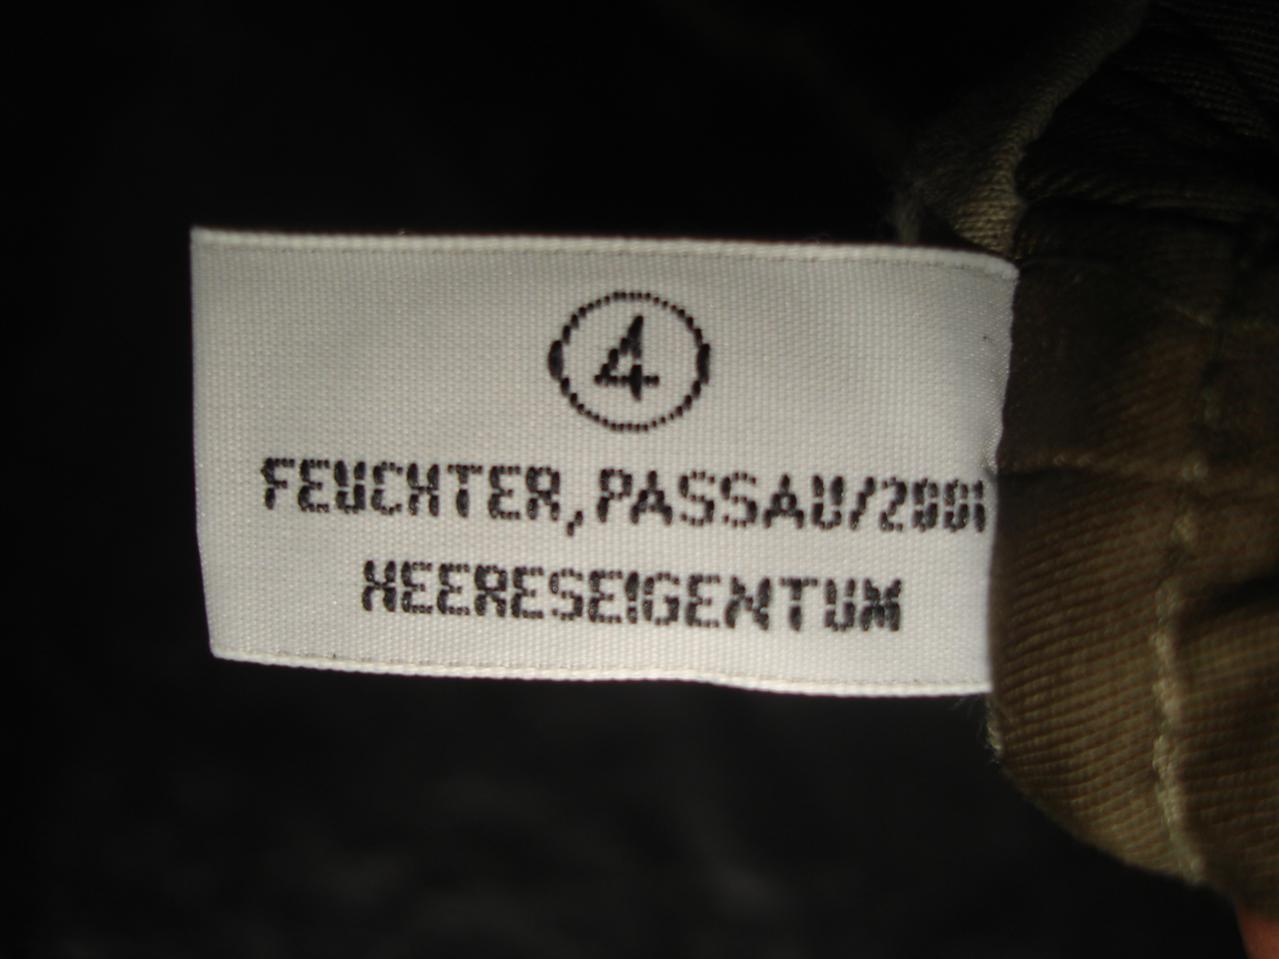 4
FEUCHTER, PASSAU/2001
HEERESEIGENTUM